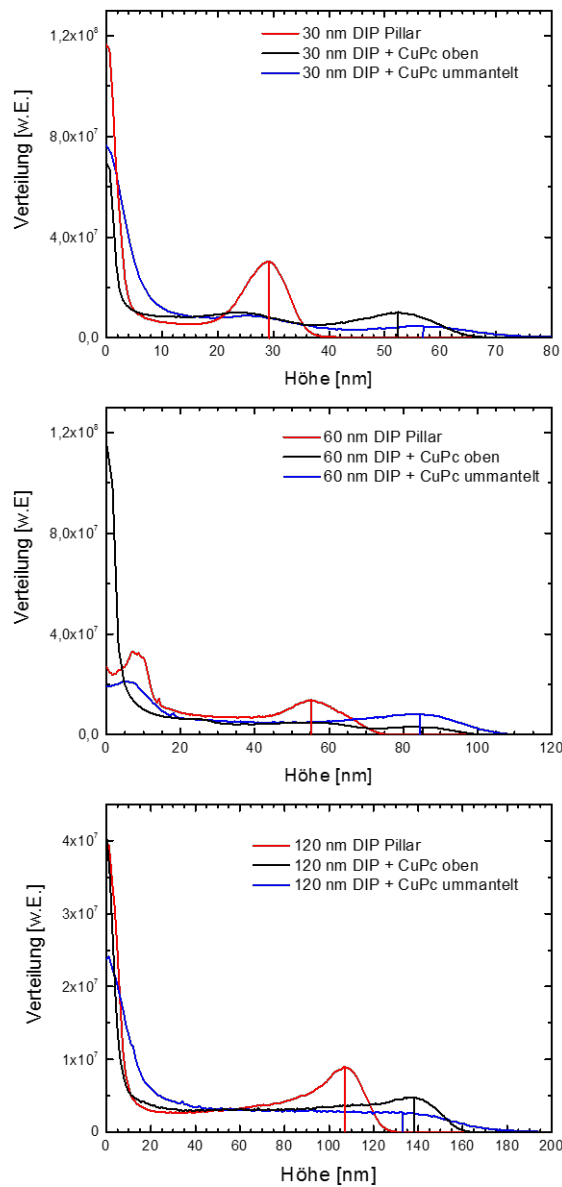 1,2x10⁸
8,0x10⁷
4,0x10⁷
0,0
Verteilung [w.E.]
30 nm DIP Pillar
30 nm DIP + CuPc oben
30 nm DIP + CuPc ummantelt
0 10 20 30 40 50 60 70 80
Höhe [nm]
1,2x10⁸
8,0x10⁷
4,0x10⁷
0,0
Verteilung [w.E]
60 nm DIP Pillar
60 nm DIP + CuPc oben
60 nm DIP + CuPc ummantelt
0 20 40 60 80 100 120
Höhe [nm]
4x10⁷
3x10⁷
2x10⁷
1x10⁷
0
Verteilung [w.E.]
120 nm DIP Pillar
120 nm DIP + CuPc oben
120 nm DIP + CuPc ummantelt
0 20 40 60 80 100 120 140 160 180 200
Höhe [nm]